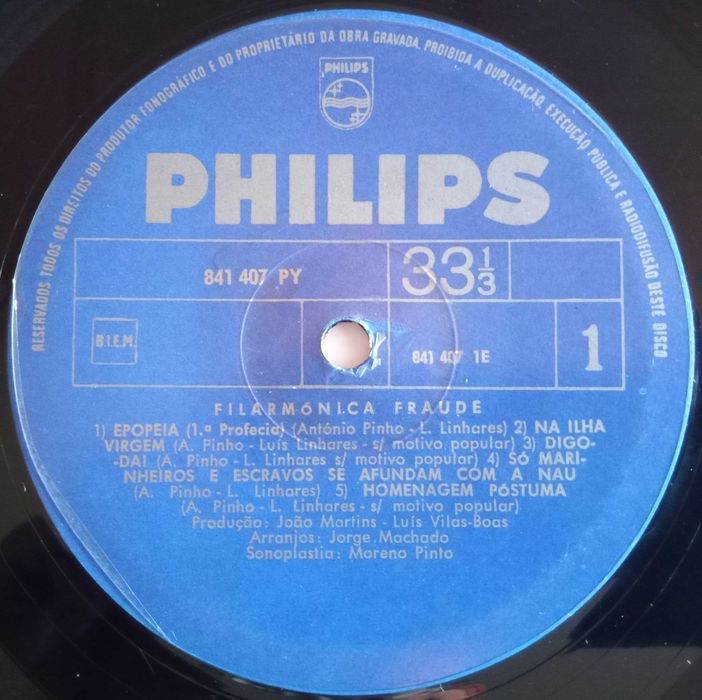 RESERVADOS TODOS OS DIREITOS DO PRODUTOR FONOGRÁFICO E DO PROPRIETÁRIO DA OBRA GRAVADA. PROIBIDA A DUPLICAÇÃO, EXECUÇÃO PÚBLICA E RADIODIFUSÃO DESTE DISCO
PHILIPS
PHILIPS
841 407 PY
33 1/3
B.I.E.M.
841 407 1E
1
FILARMÓNICA FRAUDE
1) EPOPEIA (1.ª Profecia) (António Pinho - L. Linhares) 2) NA ILHA
VIRGEM (A. Pinho - Luís Linhares - s/ motivo popular) 3) DIGO-
-DAI (A. Pinho - L. Linhares s/ motivo popular) 4) SÓ MARI-
NHEIROS E ESCRAVOS SE AFUNDAM COM A NAU
(A. Pinho - L. Linhares) 5) HOMENAGEM PÓSTUMA
(A. Pinho - L. Linhares - s/ motivo popular)
Produção: João Martins - Luís Vilas-Boas
Arranjos: Jorge Machado
Sonoplastia: Moreno Pinto